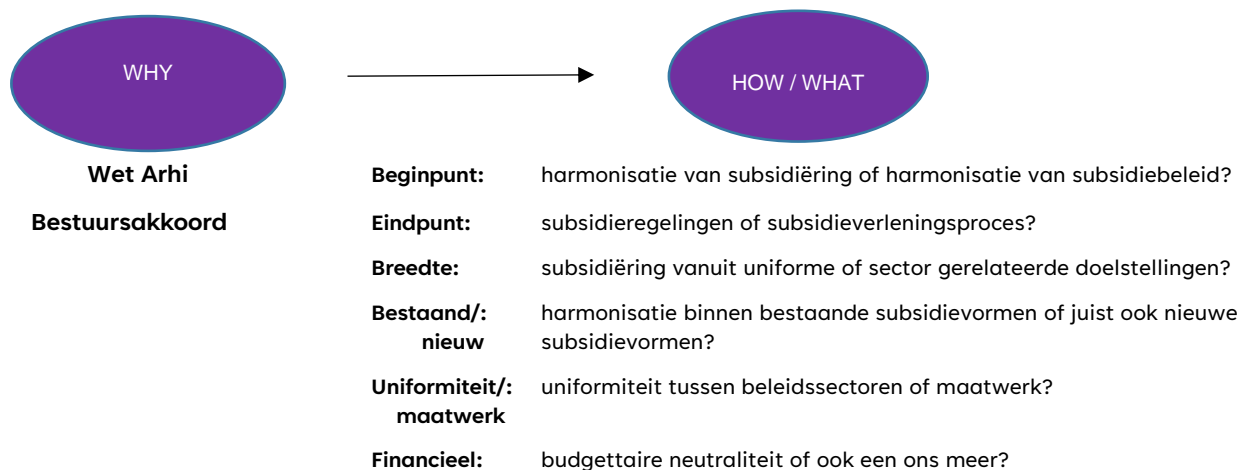 WHY
HOW / WHAT
Wet Arhi
Bestuursakkoord
Beginpunt: harmonisatie van subsidiëring of harmonisatie van subsidiebeleid?
Eindpunt: subsidieregelingen of subsidieverleningsproces?
Breedte: subsidiëring vanuit uniforme of sector gerelateerde doelstellingen?
Bestaand/: harmonisatie binnen bestaande subsidievormen of juist ook nieuwe
nieuw subsidievormen?
Uniformiteit/: uniformiteit tussen beleidssectoren of maatwerk?
maatwerk
Financieel: budgettaire neutraliteit of ook een ons meer?